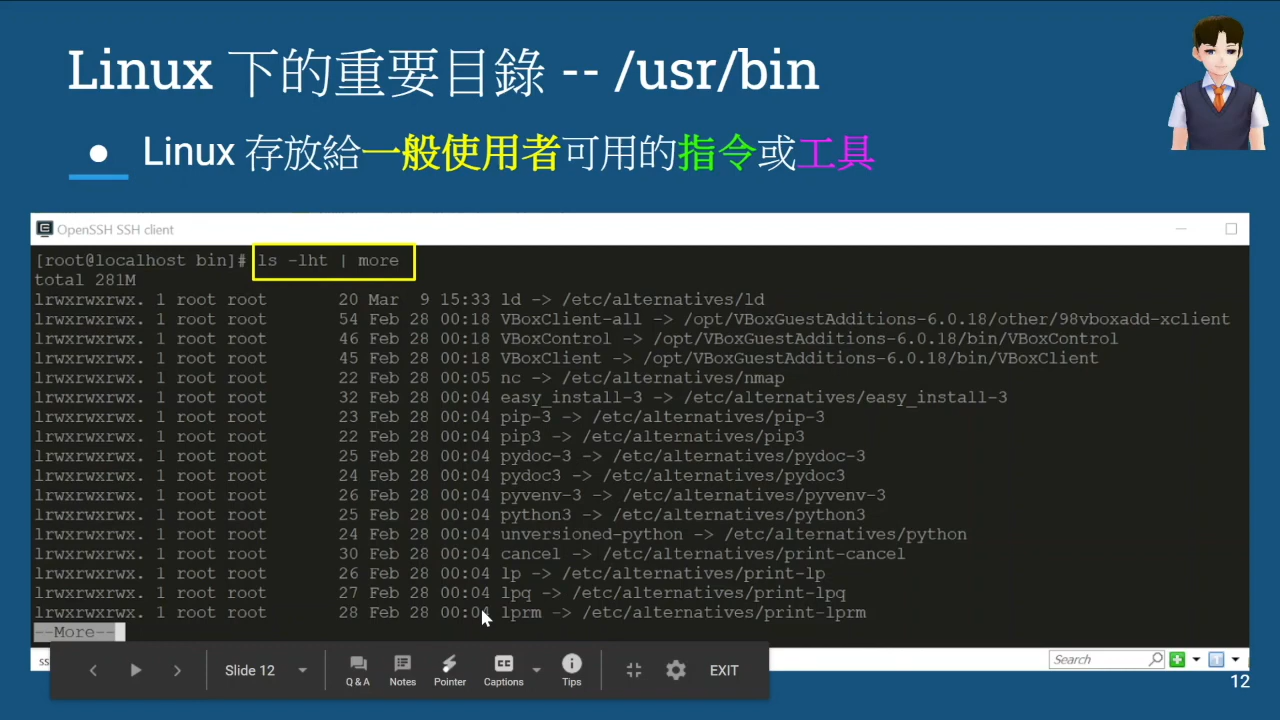 Linux 下的重要目錄 -- /usr/bin
● Linux 存放給一般使用者可用的指令或工具
OpenSSH SSH client
[root@localhost bin]# ls -lht | more
total 281M
lrwxrwxrwx. 1 root root 20 Mar 9 15:33 ld -> /etc/alternatives/ld
lrwxrwxrwx. 1 root root 54 Feb 28 00:18 VBoxClient-all -> /opt/VBoxGuestAdditions-6.0.18/other/98vboxadd-xclient
lrwxrwxrwx. 1 root root 46 Feb 28 00:18 VBoxControl -> /opt/VBoxGuestAdditions-6.0.18/bin/VBoxControl
lrwxrwxrwx. 1 root root 45 Feb 28 00:18 VBoxClient -> /opt/VBoxGuestAdditions-6.0.18/bin/VBoxClient
lrwxrwxrwx. 1 root root 22 Feb 28 00:05 nc -> /etc/alternatives/nmap
lrwxrwxrwx. 1 root root 32 Feb 28 00:04 easy_install-3 -> /etc/alternatives/easy_install-3
lrwxrwxrwx. 1 root root 23 Feb 28 00:04 pip-3 -> /etc/alternatives/pip-3
lrwxrwxrwx. 1 root root 22 Feb 28 00:04 pip3 -> /etc/alternatives/pip3
lrwxrwxrwx. 1 root root 25 Feb 28 00:04 pydoc-3 -> /etc/alternatives/pydoc-3
lrwxrwxrwx. 1 root root 24 Feb 28 00:04 pydoc3 -> /etc/alternatives/pydoc3
lrwxrwxrwx. 1 root root 26 Feb 28 00:04 pyvenv-3 -> /etc/alternatives/pyvenv-3
lrwxrwxrwx. 1 root root 25 Feb 28 00:04 python3 -> /etc/alternatives/python3
lrwxrwxrwx. 1 root root 24 Feb 28 00:04 unversioned-python -> /etc/alternatives/python
lrwxrwxrwx. 1 root root 30 Feb 28 00:04 cancel -> /etc/alternatives/print-cancel
lrwxrwxrwx. 1 root root 26 Feb 28 00:04 lp -> /etc/alternatives/print-lp
lrwxrwxrwx. 1 root root 27 Feb 28 00:04 lpq -> /etc/alternatives/print-lpq
lrwxrwxrwx. 1 root root 28 Feb 28 00:04 lprm -> /etc/alternatives/print-lprm
--More--
Search
Slide 12
Q & A Notes Pointer Captions Tips EXIT
12